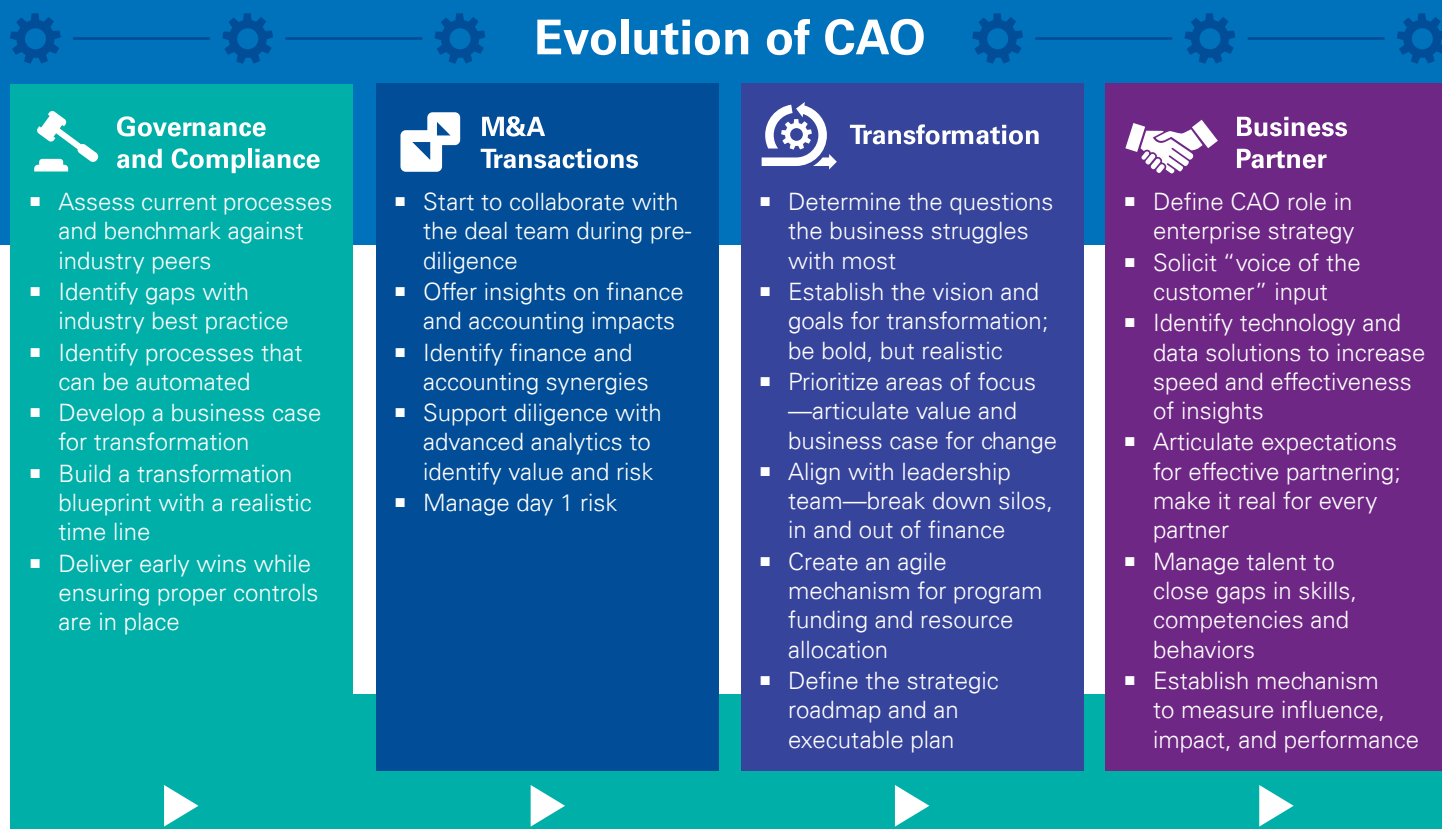 Evolution of CAO
Governance
and Compliance
▪ Assess current processes
and benchmark against
industry peers
▪ Identify gaps with
industry best practice
▪ Identify processes that
can be automated
▪ Develop a business case
for transformation
▪ Build a transformation
blueprint with a realistic
time line
▪ Deliver early wins while
ensuring proper controls
are in place
M&A
Transactions
▪ Start to collaborate with
the deal team during pre-
diligence
▪ Offer insights on finance
and accounting impacts
▪ Identify finance and
accounting synergies
▪ Support diligence with
advanced analytics to
identify value and risk
▪ Manage day 1 risk
Transformation
▪ Determine the questions
the business struggles
with most
▪ Establish the vision and
goals for transformation;
be bold, but realistic
▪ Prioritize areas of focus
—articulate value and
business case for change
▪ Align with leadership
team—break down silos,
in and out of finance
▪ Create an agile
mechanism for program
funding and resource
allocation
▪ Define the strategic
roadmap and an
executable plan
Business
Partner
▪ Define CAO role in
enterprise strategy
▪ Solicit “voice of the
customer” input
▪ Identify technology and
data solutions to increase
speed and effectiveness
of insights
▪ Articulate expectations
for effective partnering;
make it real for every
partner
▪ Manage talent to
close gaps in skills,
competencies and
behaviors
▪ Establish mechanism
to measure influence,
impact, and performance